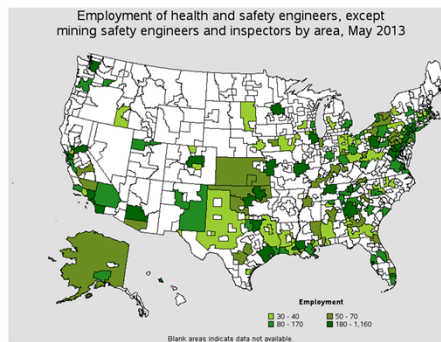 Employment of health and safety engineers, except
mining safety engineers and inspectors by area, May 2013
Employment
30 - 40
50 - 70
80 - 170
180 - 1,160
Blank areas indicate data not available.